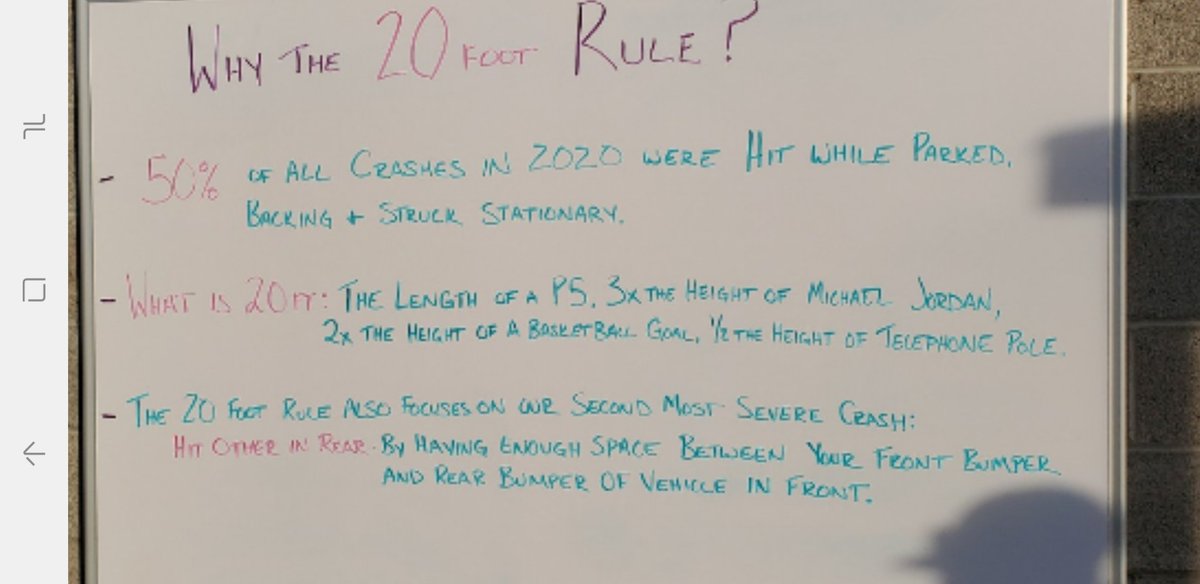 WHY THE 20 FOOT RULE?
- 50% OF ALL CRASHES IN 2020 WERE HIT WHILE PARKED,
BACKING + STRUCK STATIONARY.
- WHAT IS 20FT: THE LENGTH OF A P5, 3X THE HEIGHT OF MICHAEL JORDAN,
2X THE HEIGHT OF A BASKETBALL GOAL, 1/2 THE HEIGHT OF TELEPHONE POLE.
- THE 20 FOOT RULE ALSO FOCUSES ON OUR SECOND MOST SEVERE CRASH:
HIT OTHER IN REAR. BY HAVING ENOUGH SPACE BETWEEN YOUR FRONT BUMPER
AND REAR BUMPER OF VEHICLE IN FRONT.